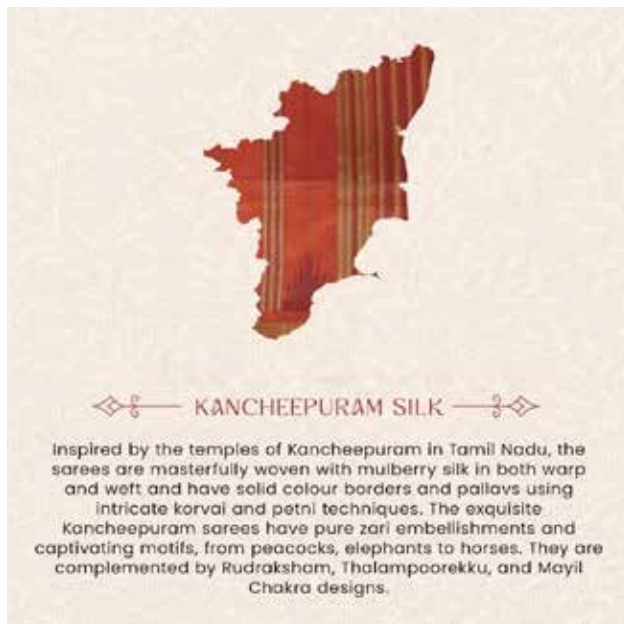 KANCHEEPURAM SILK
Inspired by the temples of Kancheepuram in Tamil Nadu, the
sarees are masterfully woven with mulberry silk in both warp
and weft and have solid colour borders and pallavs using
intricate korvai and petni techniques. The exquisite
Kancheepuram sarees have pure zari embellishments and
captivating motifs, from peacocks, elephants to horses. They are
complemented by Rudraksham, Thalampoorekku, and Mayil
Chakra designs.